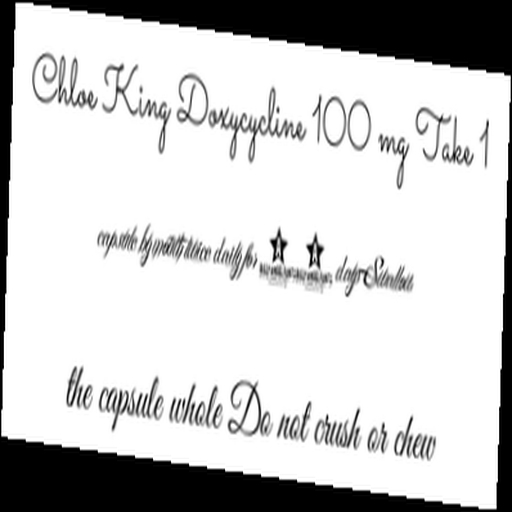 Chloe King Doxycycline 100 mg Take 1
capsule by mouth twice daily for days Swallow
the capsule whole Do not crush or chew